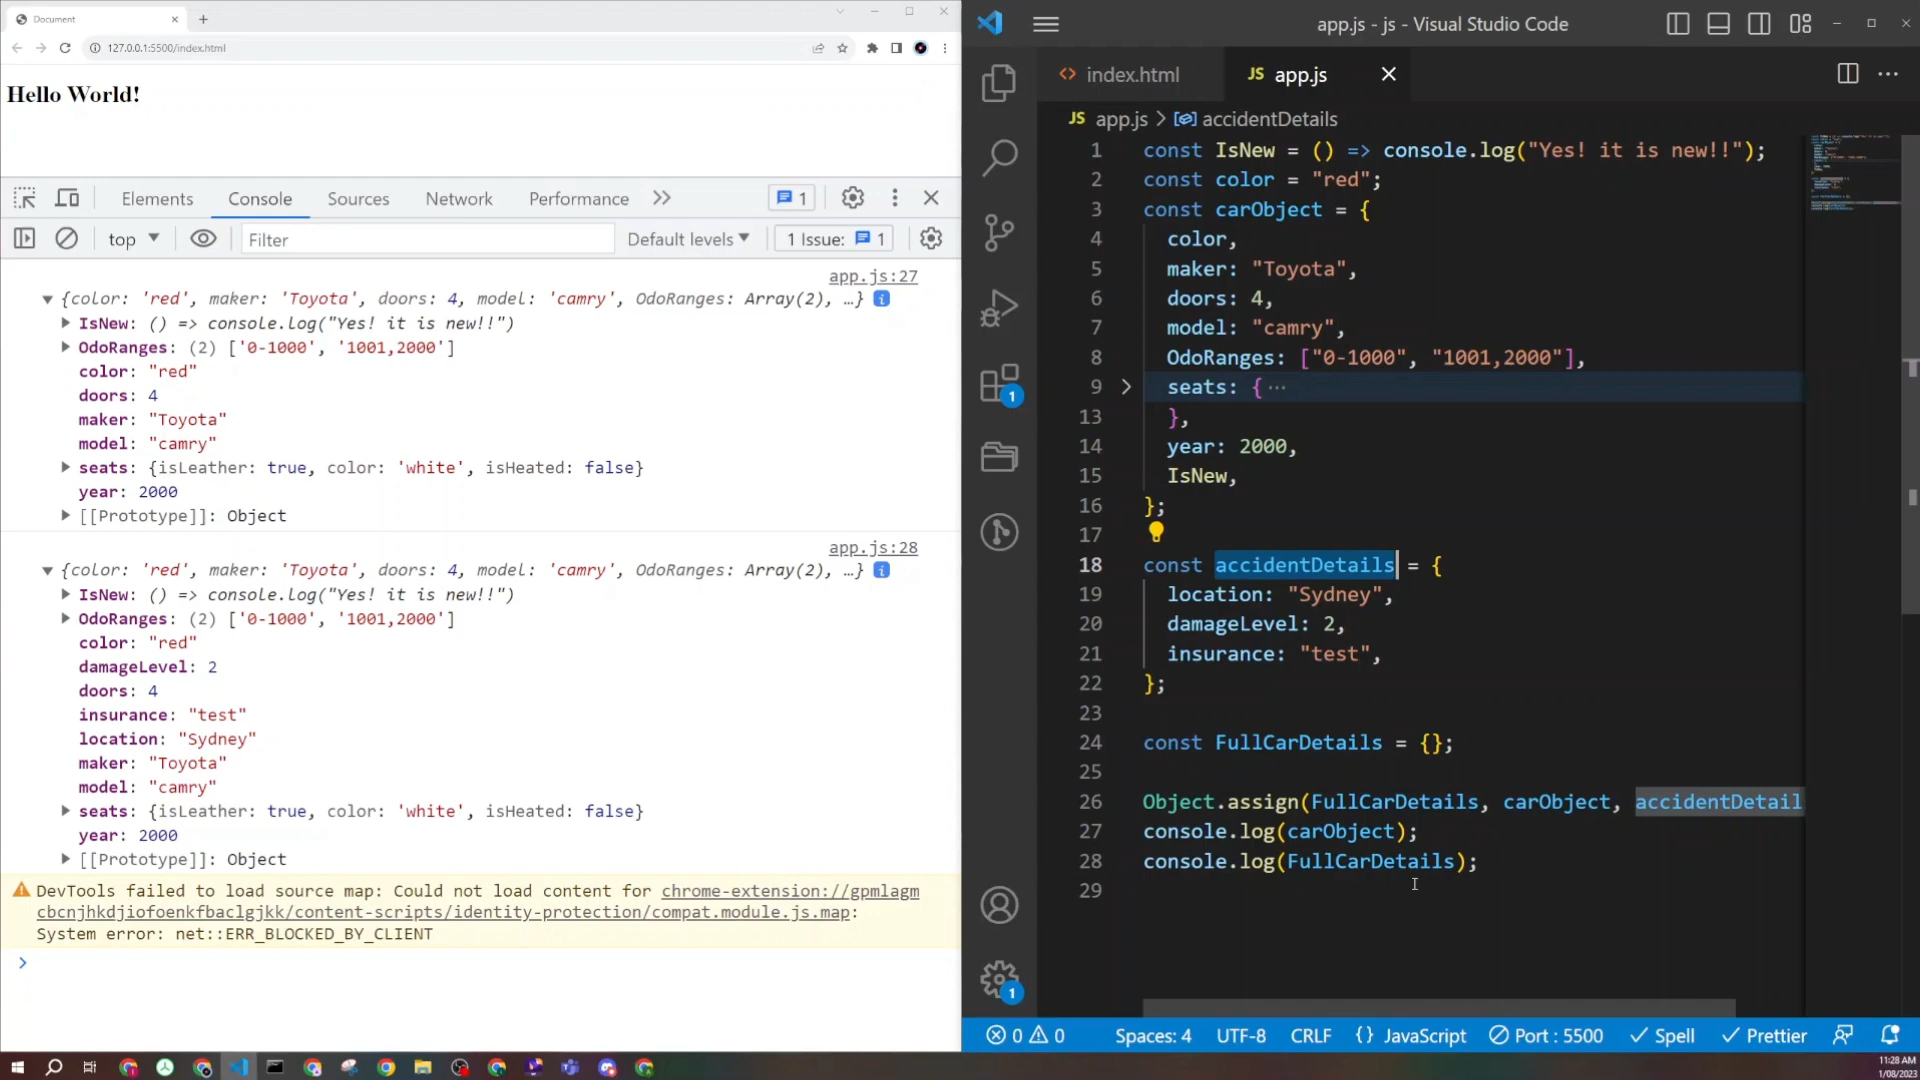 Document
127.0.0.1:5500/index.html
Hello World!
Elements
Console
Sources
Network
Performance
1
top
Filter
Default levels
1 Issue:
1
app.js:27
{color: 'red', maker: 'Toyota', doors: 4, model: 'camry', OdoRanges: Array(2), …}
IsNew: () => console.log("Yes! it is new!!")
OdoRanges: (2) ['0-1000', '1001,2000']
color: "red"
doors: 4
maker: "Toyota"
model: "camry"
seats: {isLeather: true, color: 'white', isHeated: false}
year: 2000
[[Prototype]]: Object
app.js:28
{color: 'red', maker: 'Toyota', doors: 4, model: 'camry', OdoRanges: Array(2), …}
IsNew: () => console.log("Yes! it is new!!")
OdoRanges: (2) ['0-1000', '1001,2000']
color: "red"
damageLevel: 2
doors: 4
insurance: "test"
location: "Sydney"
maker: "Toyota"
model: "camry"
seats: {isLeather: true, color: 'white', isHeated: false}
year: 2000
[[Prototype]]: Object
DevTools failed to load source map: Could not load content for chrome-extension://gpmlagm
cbcnjhkdjiofoenkfbaclgjkk/content-scripts/identity-protection/compat.module.js.map:
System error: net::ERR_BLOCKED_BY_CLIENT
app.js - js - Visual Studio Code
index.html
JS app.js
JS app.js > accidentDetails
1 const IsNew = () => console.log("Yes! it is new!!");
2 const color = "red";
3 const carObject = {
4 color,
5 maker: "Toyota",
6 doors: 4,
7 model: "camry",
8 OdoRanges: ["0-1000", "1001,2000"],
9 seats: { ···
13 },
14 year: 2000,
15 IsNew,
16 };
17
18 const accidentDetails = {
19 location: "Sydney",
20 damageLevel: 2,
21 insurance: "test",
22 };
23
24 const FullCarDetails = {};
25
26 Object.assign(FullCarDetails, carObject, accidentDetail
27 console.log(carObject);
28 console.log(FullCarDetails);
29
1
1
0 0
Spaces: 4
UTF-8
CRLF
{} JavaScript
Port : 5500
Spell
Prettier
11:28 AM
1/08/2023